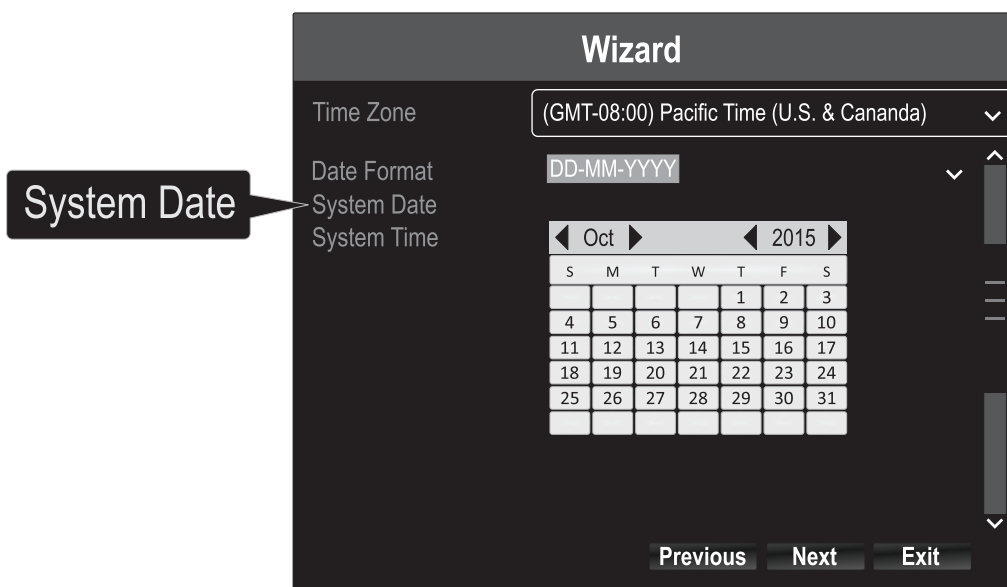 Wizard
Time Zone (GMT-08:00) Pacific Time (U.S. & Cananda)
Date Format DD-MM-YYYY
System Date System Date
System Time
Oct 2015
S M T W T F S
1 2 3
4 5 6 7 8 9 10
11 12 13 14 15 16 17
18 19 20 21 22 23 24
25 26 27 28 29 30 31
Previous Next Exit